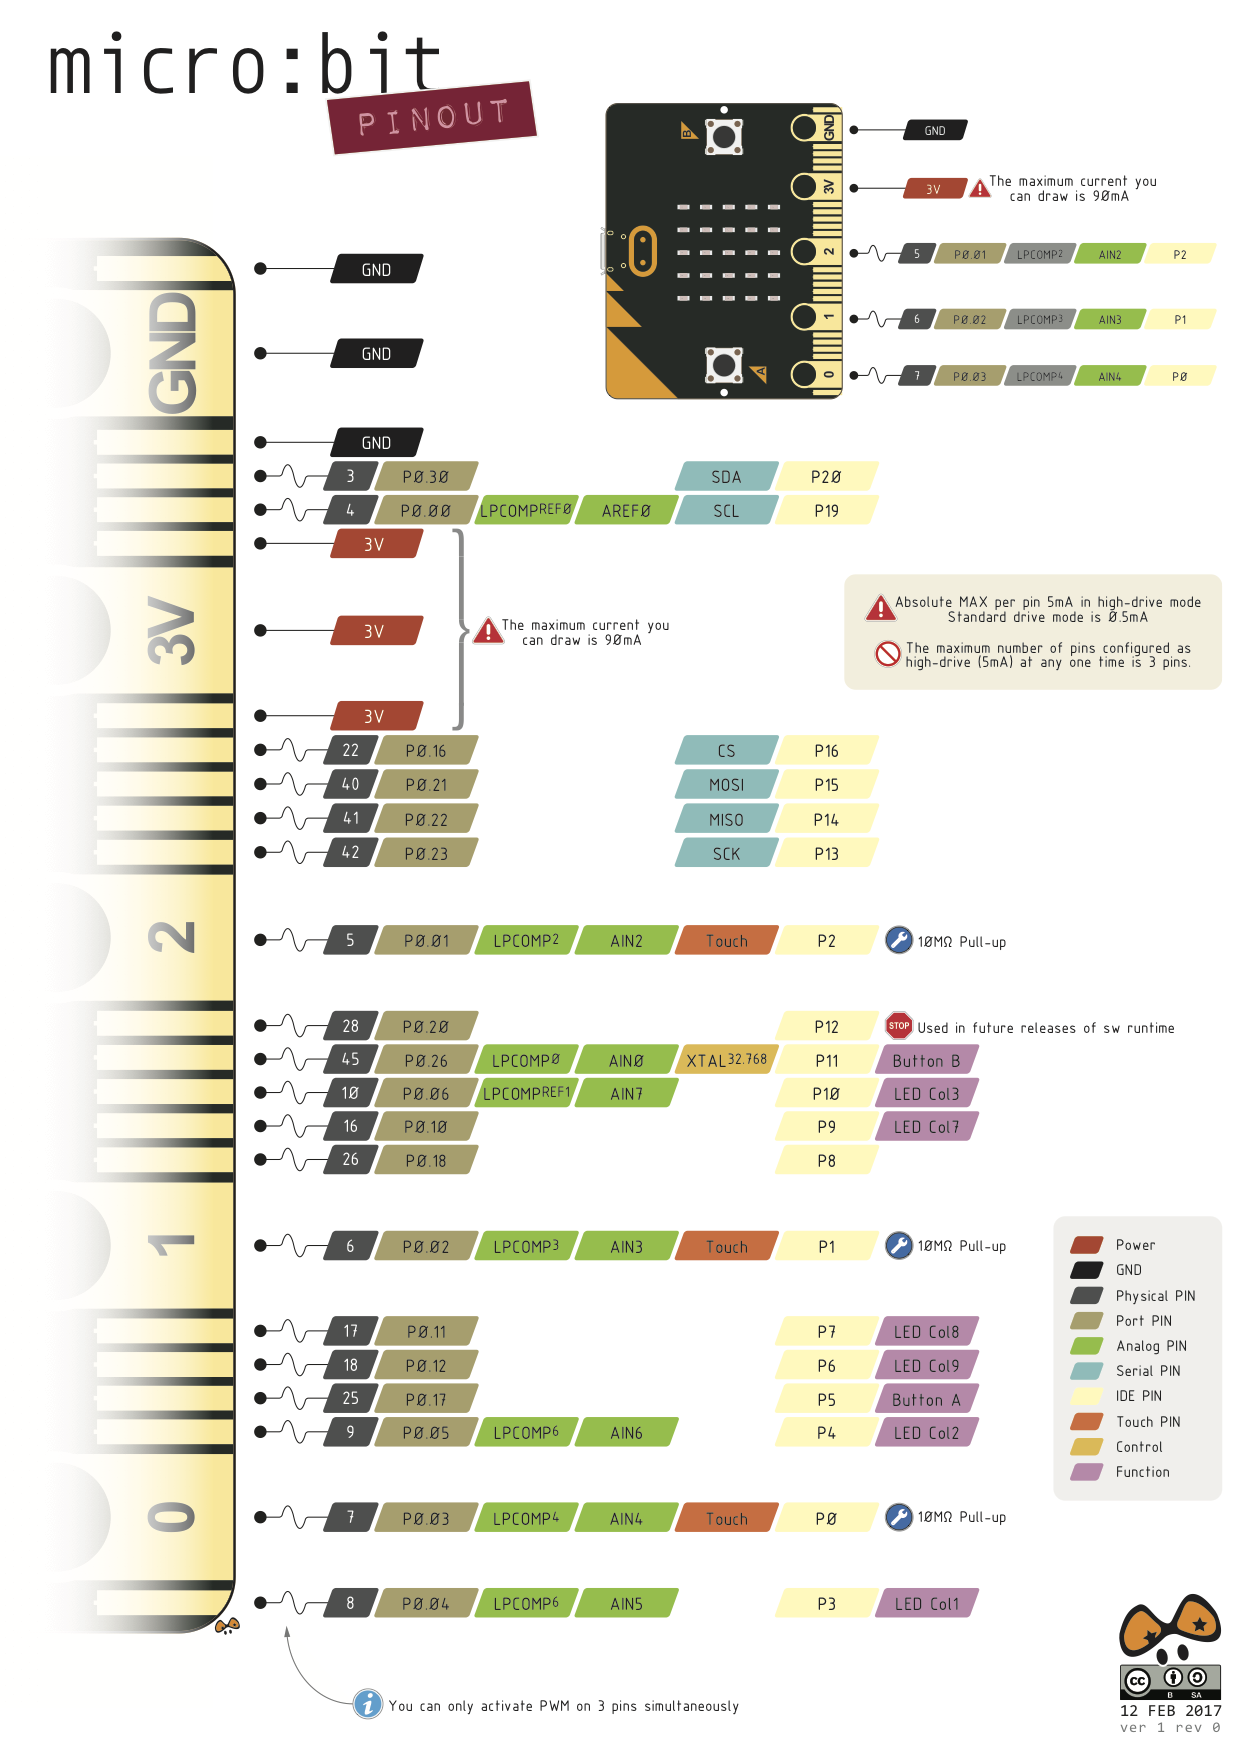 micro:bit
PINOUT
B
A
GND
3V
2
1
0
GND
3V The maximum current you
can draw is 90mA
5 P0.01 LPCOMP2 AIN2 P2
6 P0.02 LPCOMP3 AIN3 P1
7 P0.03 LPCOMP4 AIN4 P0
GND
3V
2
1
0
GND
GND
GND
3 P0.30 SDA P20
4 P0.00 LPCOMPREF0 AREF0 SCL P19
3V
3V
The maximum current you
can draw is 90mA
3V
Absolute MAX per pin 5mA in high-drive mode
Standard drive mode is 0.5mA
The maximum number of pins configured as
high-drive (5mA) at any one time is 3 pins.
22 P0.16 CS P16
40 P0.21 MOSI P15
41 P0.22 MISO P14
42 P0.23 SCK P13
5 P0.01 LPCOMP2 AIN2 Touch P2 10MΩ Pull-up
28 P0.20 P12 STOP Used in future releases of sw runtime
45 P0.26 LPCOMP0 AIN0 XTAL32.768 P11 Button B
10 P0.06 LPCOMPREF1 AIN7 P10 LED Col3
16 P0.10 P9 LED Col7
26 P0.18 P8
6 P0.02 LPCOMP3 AIN3 Touch P1 10MΩ Pull-up
17 P0.11 P7 LED Col8
18 P0.12 P6 LED Col9
25 P0.17 P5 Button A
9 P0.05 LPCOMP6 AIN6 P4 LED Col2
7 P0.03 LPCOMP4 AIN4 Touch P0 10MΩ Pull-up
8 P0.04 LPCOMP6 AIN5 P3 LED Col1
Power
GND
Physical PIN
Port PIN
Analog PIN
Serial PIN
IDE PIN
Touch PIN
Control
Function
i You can only activate PWM on 3 pins simultaneously
cc
B SA
12 FEB 2017
ver 1 rev 0